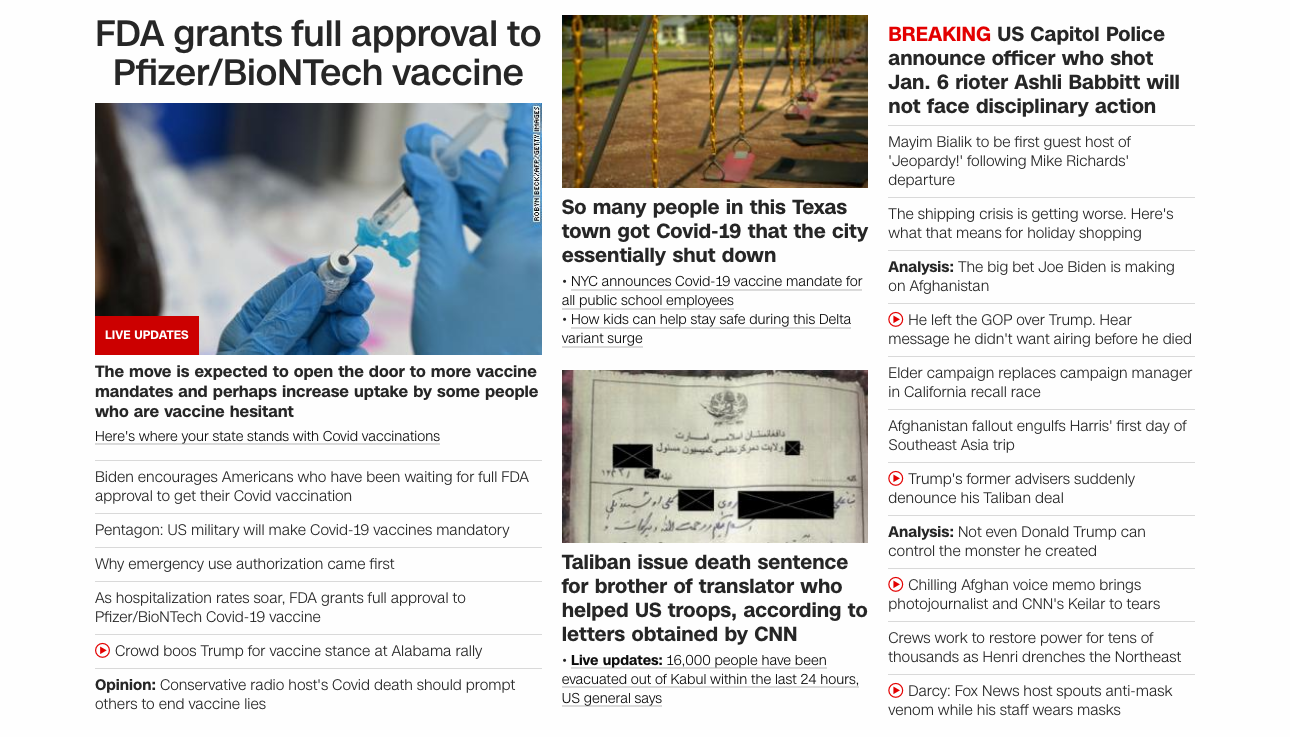 FDA grants full approval to
Pfizer/BioNTech vaccine
ROBYN BECK/AFP/GETTY IMAGES
LIVE UPDATES
The move is expected to open the door to more vaccine
mandates and perhaps increase uptake by some people
who are vaccine hesitant
Here's where your state stands with Covid vaccinations
Biden encourages Americans who have been waiting for full FDA
approval to get their Covid vaccination
Pentagon: US military will make Covid-19 vaccines mandatory
Why emergency use authorization came first
As hospitalization rates soar, FDA grants full approval to
Pfizer/BioNTech Covid-19 vaccine
Crowd boos Trump for vaccine stance at Alabama rally
Opinion: Conservative radio host's Covid death should prompt
others to end vaccine lies
So many people in this Texas
town got Covid-19 that the city
essentially shut down
• NYC announces Covid-19 vaccine mandate for
all public school employees
• How kids can help stay safe during this Delta
variant surge
دافغانستان اسلامی امارت
Taliban issue death sentence
for brother of translator who
helped US troops, according to
letters obtained by CNN
• Live updates: 16,000 people have been
evacuated out of Kabul within the last 24 hours,
US general says
BREAKING US Capitol Police
announce officer who shot
Jan. 6 rioter Ashli Babbitt will
not face disciplinary action
Mayim Bialik to be first guest host of
'Jeopardy!' following Mike Richards'
departure
The shipping crisis is getting worse. Here's
what that means for holiday shopping
Analysis: The big bet Joe Biden is making
on Afghanistan
He left the GOP over Trump. Hear
message he didn't want airing before he died
Elder campaign replaces campaign manager
in California recall race
Afghanistan fallout engulfs Harris' first day of
Southeast Asia trip
Trump's former advisers suddenly
denounce his Taliban deal
Analysis: Not even Donald Trump can
control the monster he created
Chilling Afghan voice memo brings
photojournalist and CNN's Keilar to tears
Crews work to restore power for tens of
thousands as Henri drenches the Northeast
Darcy: Fox News host spouts anti-mask
venom while his staff wears masks